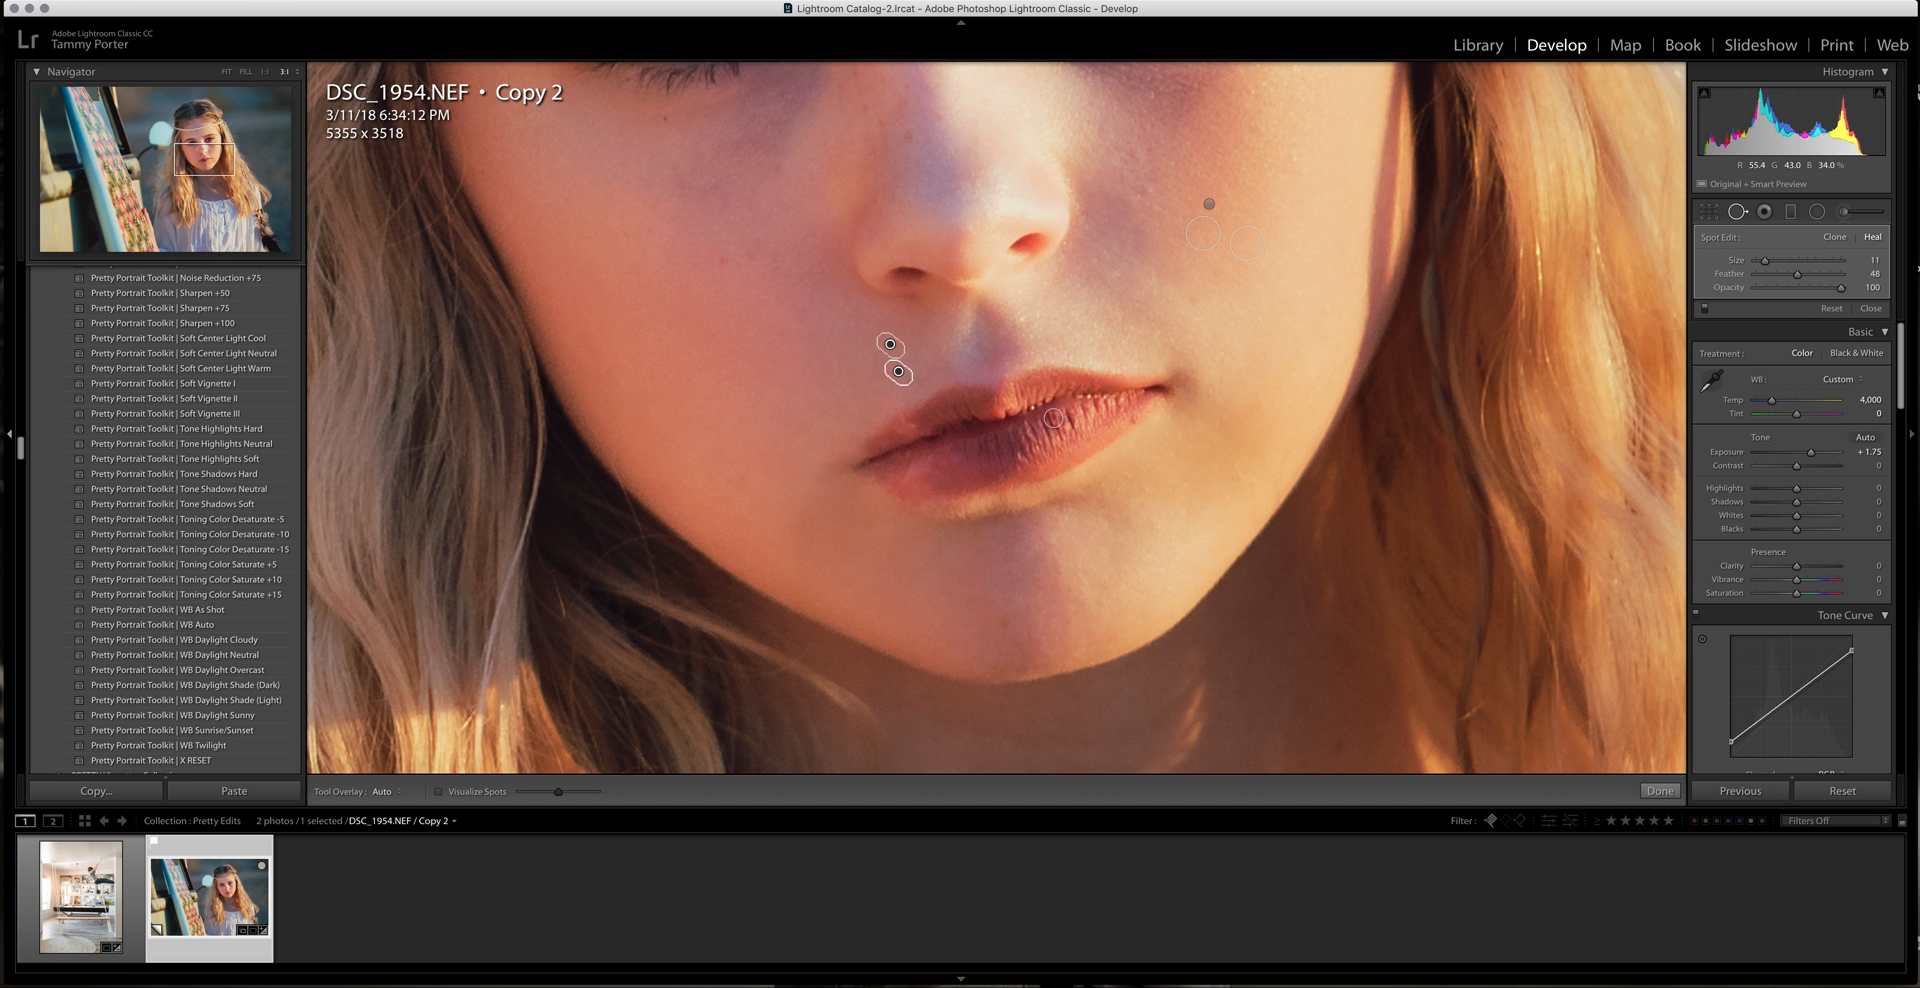 Lightroom Catalog-2.lrcat - Adobe Photoshop Lightroom Classic - Develop
Lr
Adobe Lightroom Classic CC
Tammy Porter
Library | Develop | Map | Book | Slideshow | Print | Web
Navigator
FIT FILL 1:1 3:1
Pretty Portrait Toolkit | Noise Reduction +75
Pretty Portrait Toolkit | Sharpen +50
Pretty Portrait Toolkit | Sharpen +75
Pretty Portrait Toolkit | Sharpen +100
Pretty Portrait Toolkit | Soft Center Light Cool
Pretty Portrait Toolkit | Soft Center Light Neutral
Pretty Portrait Toolkit | Soft Center Light Warm
Pretty Portrait Toolkit | Soft Vignette I
Pretty Portrait Toolkit | Soft Vignette II
Pretty Portrait Toolkit | Soft Vignette III
Pretty Portrait Toolkit | Tone Highlights Hard
Pretty Portrait Toolkit | Tone Highlights Neutral
Pretty Portrait Toolkit | Tone Highlights Soft
Pretty Portrait Toolkit | Tone Shadows Hard
Pretty Portrait Toolkit | Tone Shadows Neutral
Pretty Portrait Toolkit | Tone Shadows Soft
Pretty Portrait Toolkit | Toning Color Desaturate -5
Pretty Portrait Toolkit | Toning Color Desaturate -10
Pretty Portrait Toolkit | Toning Color Desaturate -15
Pretty Portrait Toolkit | Toning Color Saturate +5
Pretty Portrait Toolkit | Toning Color Saturate +10
Pretty Portrait Toolkit | Toning Color Saturate +15
Pretty Portrait Toolkit | WB As Shot
Pretty Portrait Toolkit | WB Auto
Pretty Portrait Toolkit | WB Daylight Cloudy
Pretty Portrait Toolkit | WB Daylight Neutral
Pretty Portrait Toolkit | WB Daylight Overcast
Pretty Portrait Toolkit | WB Daylight Shade (Dark)
Pretty Portrait Toolkit | WB Daylight Shade (Light)
Pretty Portrait Toolkit | WB Daylight Sunny
Pretty Portrait Toolkit | WB Sunrise/Sunset
Pretty Portrait Toolkit | WB Twilight
Pretty Portrait Toolkit | X RESET
Copy... Paste
DSC_1954.NEF • Copy 2
3/11/18 6:34:12 PM
5355 x 3518
Tool Overlay : Auto Visualize Spots Done
Histogram
R 55.4 G 43.0 B 34.0 %
Original + Smart Preview
Spot Edit : Clone Heal
Size 11
Feather 48
Opacity 100
Reset Close
Basic
Treatment : Color Black & White
WB : Custom
Temp 4,000
Tint 0
Tone Auto
Exposure + 1.75
Contrast 0
Highlights 0
Shadows 0
Whites 0
Blacks 0
Presence
Clarity 0
Vibrance 0
Saturation 0
Tone Curve
Previous Reset
1 2 Collection : Pretty Edits 2 photos / 1 selected / DSC_1954.NEF / Copy 2
Filter : ≥ ★★★★★ Filters Off